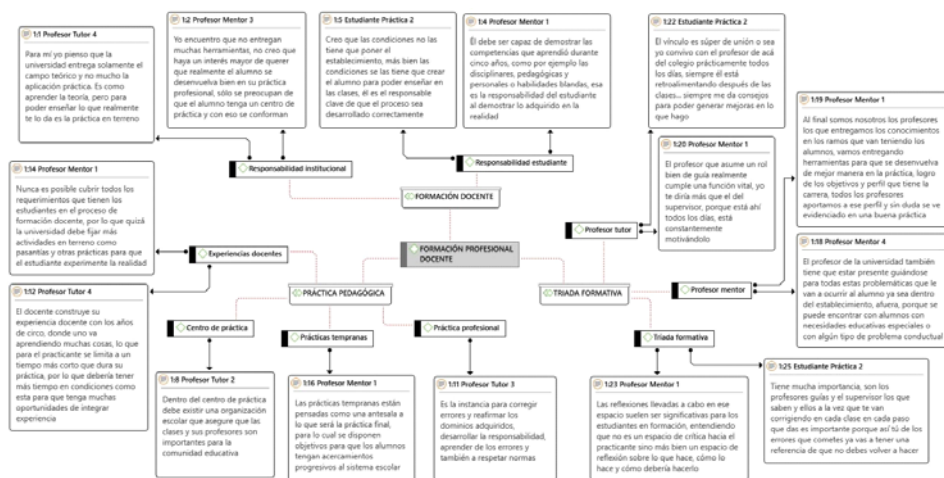 1:1 Profesor Tutor 4
Para mí yo pienso que la
universidad entrega solamente el
campo teórico y no mucho la
aplicación práctica. Es como
aprender la teoría, pero para
poder enseñar lo que realmente
te lo da es la práctica en terreno
1:2 Profesor Mentor 3
Yo encuentro que no entregan
muchas herramientas, no creo que
haya un interés mayor de querer
que realmente el alumno se
desenvuelva bien en su práctica
profesional, sólo se preocupan de
que el alumno tenga un centro de
práctica y con eso se conforman
1:5 Estudiante Práctica 2
Creo que las condiciones no las
tiene que poner el
establecimiento, más bien las
condiciones se las tiene que crear
el alumno para poder enseñar en
las clases, él es el responsable
clave de que el proceso sea
desarrollado correctamente
1:4 Profesor Mentor 1
Él debe ser capaz de demostrar las
competencias que aprendió durante
cinco años, como por ejemplo las
disciplinares, pedagógicas y
personales o habilidades blandas, esa
es la responsabilidad del estudiante
al demostrar lo adquirido en la
realidad
1:22 Estudiante Práctica 2
El vínculo es súper de unión o sea
yo convivo con el profesor de acá
del colegio prácticamente todos
los días, siempre él está
retroalimentando después de las
clases... siempre me da consejos
para poder generar mejoras en lo
que hago
1:19 Profesor Mentor 1
Al final somos nosotros los profesores
los que entregamos los conocimientos
en los ramos que van teniendo los
alumnos, vamos entregando
herramientas para que se desenvuelva
de mejor manera en la práctica, logro
de los objetivos y perfil que tiene la
carrera, todos los profesores
aportamos a ese perfil y sin duda se ve
evidenciado en una buena práctica
1:20 Profesor Mentor 1
El profesor que asume un rol
bien de guía realmente
cumple una función vital, yo
te diría más que el del
supervisor, porque está ahí
todos los días, está
constantemente
motivándolo
Responsabilidad institucional
Responsabilidad estudiante
FORMACIÓN DOCENTE
1:14 Profesor Mentor 1
Nunca es posible cubrir todos los
requerimientos que tienen los
estudiantes en el proceso de
formación docente, por lo que quizá
la universidad debe fijar más
actividades en terreno como
pasantías y otras prácticas para que
el estudiante experimente la realidad
Experiencias docentes
FORMACIÓN PROFESIONAL
DOCENTE
Profesor tutor
1:18 Profesor Mentor 4
El profesor de la universidad también
tiene que estar presente guiándose
para todas estas problemáticas que le
van a ocurrir al alumno ya sea dentro
del establecimiento, afuera, porque se
puede encontrar con alumnos con
necesidades educativas especiales o
con algún tipo de problema conductual
Profesor mentor
1:12 Profesor Tutor 4
El docente construye su
experiencia docente con los años
de circo, donde uno va
aprendiendo muchas cosas, lo que
para el practicante se limita a un
tiempo más corto que dura su
práctica, por lo que debería tener
más tiempo en condiciones como
esta para que tenga muchas
oportunidades de integrar
experiencia
PRÁCTICA PEDAGÓGICA
TRIADA FORMATIVA
Centro de práctica
Prácticas tempranas
Práctica profesional
Triada formativa
1:8 Profesor Tutor 2
Dentro del centro de práctica
debe existir una organización
escolar que asegure que las
clases y sus profesores son
importantes para la
comunidad educativa
1:16 Profesor Mentor 1
Las prácticas tempranas están
pensadas como una antesala a
lo que será la práctica final,
para lo cual se disponen
objetivos para que los alumnos
tengan acercamientos
progresivos al sistema escolar
1:11 Profesor Tutor 3
Es la instancia para corregir
errores y reafirmar los
dominios adquiridos,
desarrollar la responsabilidad,
aprender de los errores y
también a respetar normas
1:23 Profesor Mentor 1
Las reflexiones llevadas a cabo en ese
espacio suelen ser significativas para los
estudiantes en formación, entendiendo
que no es un espacio de crítica hacia el
practicante sino más bien un espacio de
reflexión sobre lo que hace, cómo lo
hace y cómo debería hacerlo
1:25 Estudiante Práctica 2
Tiene mucha importancia, son los
profesores guías y el supervisor los que
saben y ellos a la vez que te van
corrigiendo en cada clase en cada paso
que das es importante porque así tú de los
errores que cometes ya vas a tener una
referencia de que no debes volver a hacer